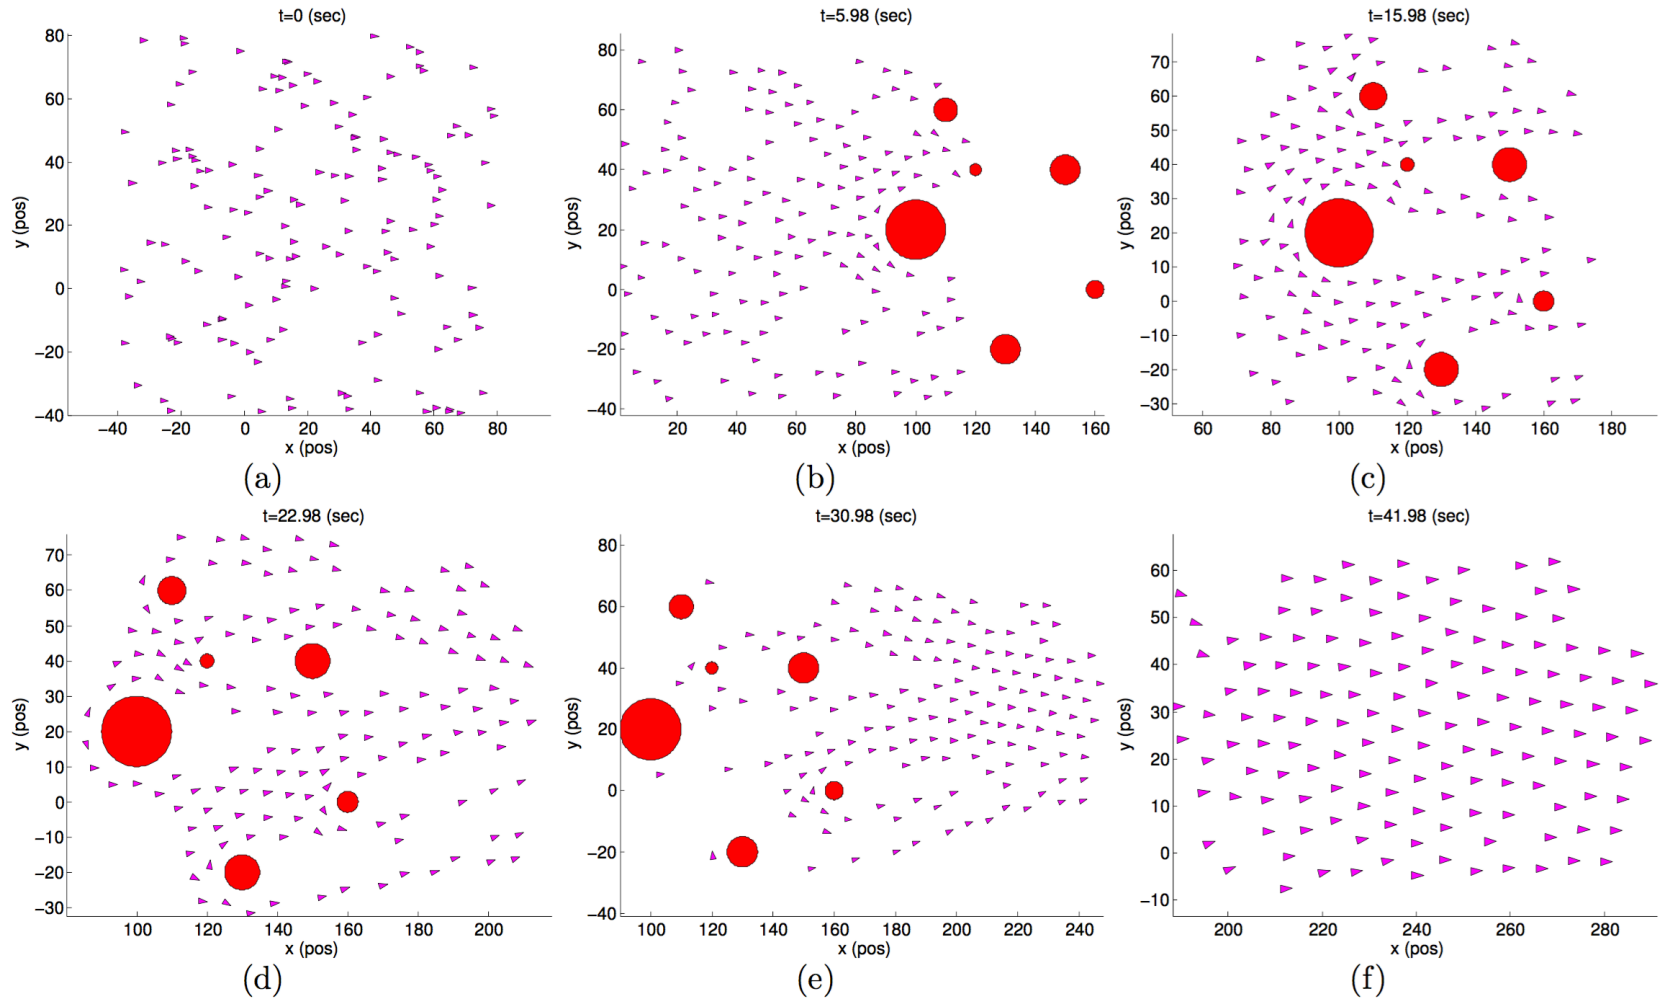 t=0 (sec)
80
60
40
20
0
−20
−40
y (pos)
−40 −20 0 20 40 60 80
x (pos)
(a)
t=5.98 (sec)
80
60
40
20
0
−20
−40
y (pos)
20 40 60 80 100 120 140 160
x (pos)
(b)
t=15.98 (sec)
70
60
50
40
30
20
10
0
−10
−20
−30
y (pos)
60 80 100 120 140 160 180
x (pos)
(c)
t=22.98 (sec)
70
60
50
40
30
20
10
0
−10
−20
−30
y (pos)
100 120 140 160 180 200
x (pos)
(d)
t=30.98 (sec)
80
60
40
20
0
−20
−40
y (pos)
100 120 140 160 180 200 220 240
x (pos)
(e)
t=41.98 (sec)
60
50
40
30
20
10
0
−10
y (pos)
200 220 240 260 280
x (pos)
(f)